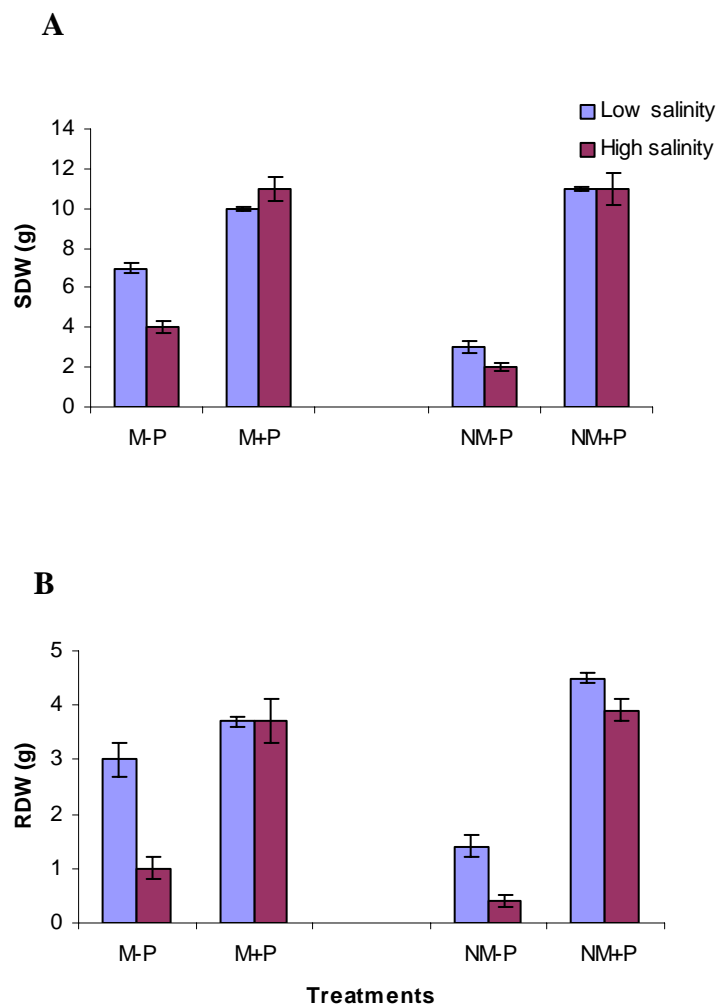 A
Low salinity
High salinity
14
12
10
8
6
4
2
0
SDW (g)
M-P M+P NM-P NM+P
B
5
4
3
2
1
0
RDW (g)
M-P M+P NM-P NM+P
Treatments